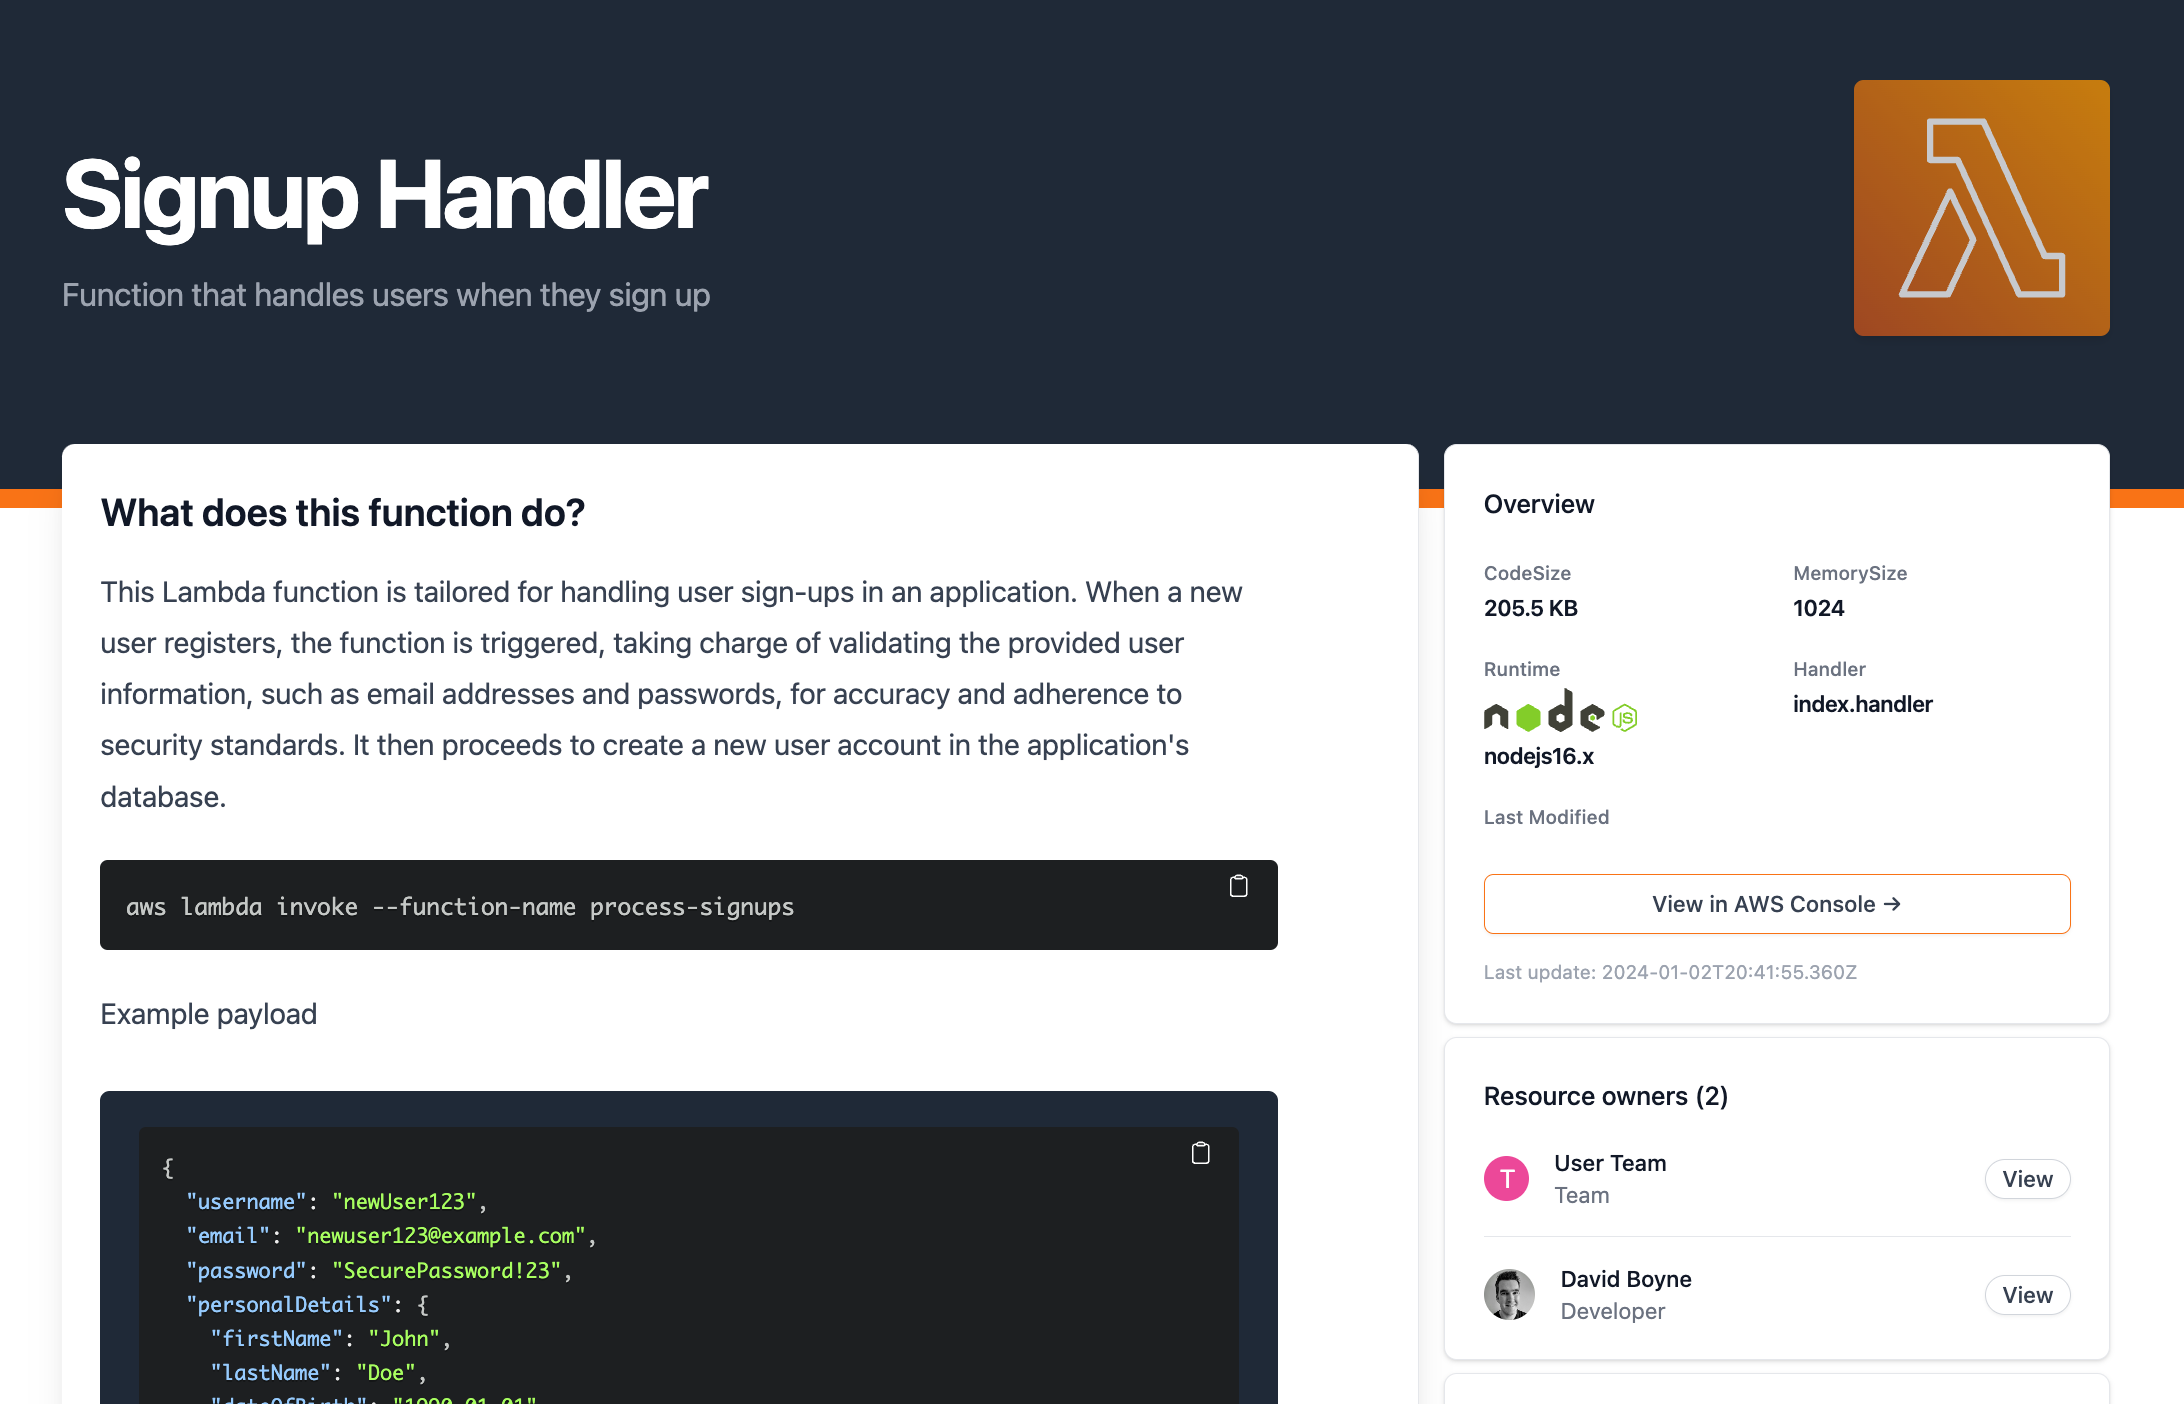 Signup Handler
Function that handles users when they sign up
What does this function do?
This Lambda function is tailored for handling user sign-ups in an application. When a new
user registers, the function is triggered, taking charge of validating the provided user
information, such as email addresses and passwords, for accuracy and adherence to
security standards. It then proceeds to create a new user account in the application's
database.
aws lambda invoke --function-name process-signups
Example payload
{
"username": "newUser123",
"email": "newuser123@example.com",
"password": "SecurePassword!23",
"personalDetails": {
"firstName": "John",
"lastName": "Doe",
"dateOfBirth": "1990-01-01"
Overview
CodeSize
205.5 KB
MemorySize
1024
Runtime
node JS
nodejs16.x
Handler
index.handler
Last Modified
View in AWS Console →
Last update: 2024-01-02T20:41:55.360Z
Resource owners (2)
T
User Team
Team
View
David Boyne
Developer
View